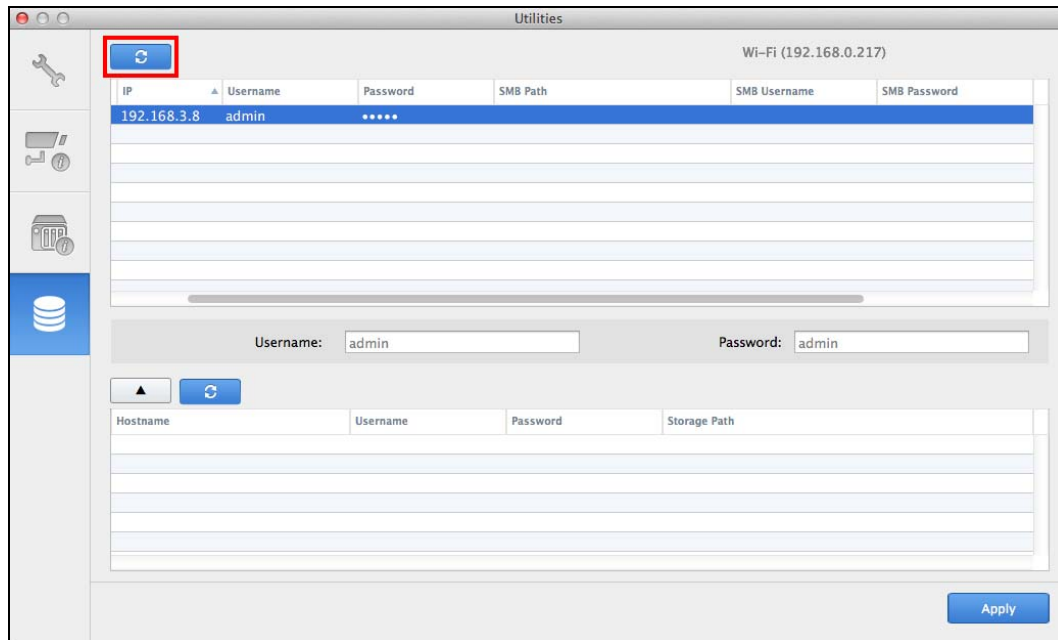 Utilities
Wi-Fi (192.168.0.217)
IP Username Password SMB Path SMB Username SMB Password
192.168.3.8 admin •••••
Username: admin Password: admin
Hostname Username Password Storage Path
Apply